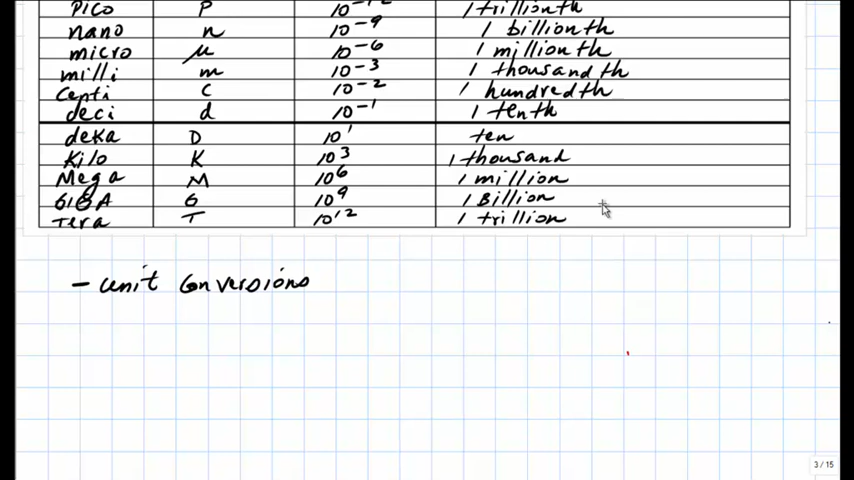 pico P 10⁻¹² 1 trillionth
nano n 10⁻⁹ 1 billionth
micro μ 10⁻⁶ 1 millionth
milli m 10⁻³ 1 thousandth
Centi C 10⁻² 1 hundredth
deci d 10⁻¹ 1 tenth
deka D 10¹ ten
Kilo K 10³ 1 thousand
Mega M 10⁶ 1 million
GIGA G 10⁹ 1 Billion
Tera T 10¹² 1 trillion
- unit conversions
3 / 15